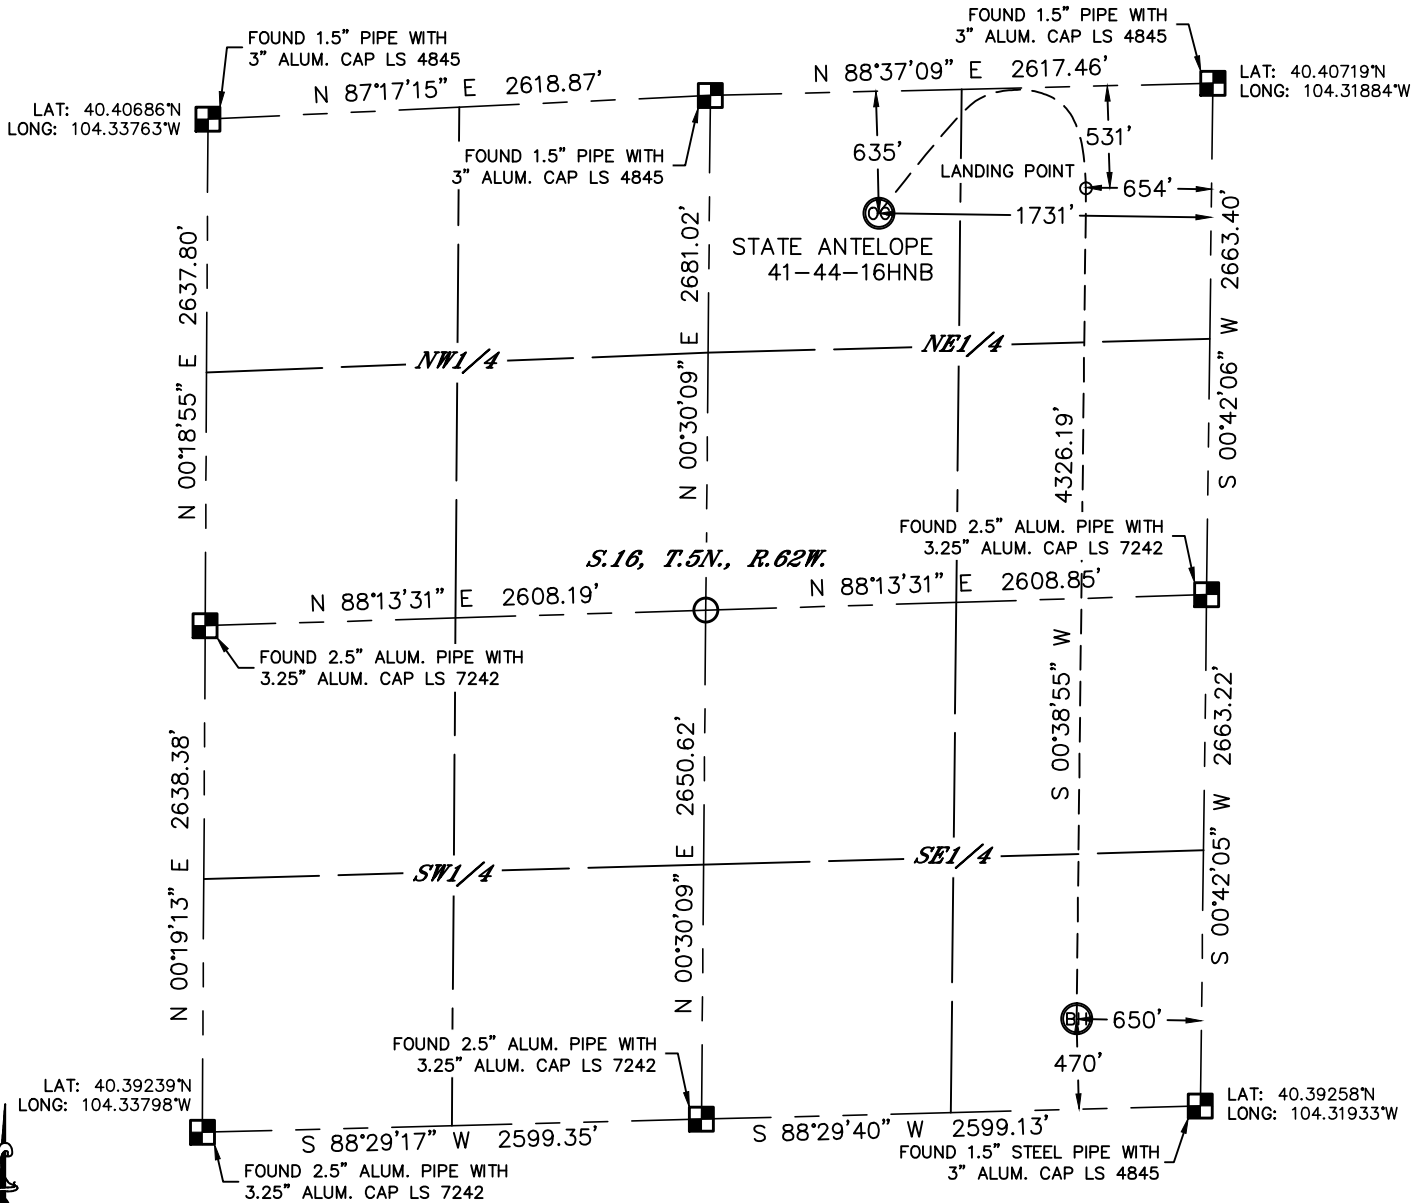 FOUND 1.5" PIPE WITH
3" ALUM. CAP LS 4845
FOUND 1.5" PIPE WITH
3" ALUM. CAP LS 4845
LAT: 40.40686°N
LONG: 104.33763°W
N 87°17'15" E 2618.87'
N 88°37'09" E 2617.46'
LAT: 40.40719°N
LONG: 104.31884°W
FOUND 1.5" PIPE WITH
3" ALUM. CAP LS 4845
635'
531'
LANDING POINT
654'
OG
1731'
STATE ANTELOPE
41-44-16HNB
N 00°18'55" E 2637.80'
N 00°30'09" E 2681.02'
S 00°42'06" W 2663.40'
NW1/4
NE1/4
4326.19'
FOUND 2.5" ALUM. PIPE WITH
3.25" ALUM. CAP LS 7242
S.16, T.5N., R.62W.
N 88°13'31" E 2608.19'
N 88°13'31" E 2608.85'
FOUND 2.5" ALUM. PIPE WITH
3.25" ALUM. CAP LS 7242
S 00°38'55" W
N 00°19'13" E 2638.38'
N 00°30'09" E 2650.62'
S 00°42'05" W 2663.22'
SW1/4
SE1/4
BH
650'
470'
FOUND 2.5" ALUM. PIPE WITH
3.25" ALUM. CAP LS 7242
LAT: 40.39239°N
LONG: 104.33798°W
LAT: 40.39258°N
LONG: 104.31933°W
S 88°29'17" W 2599.35'
S 88°29'40" W 2599.13'
FOUND 1.5" STEEL PIPE WITH
3" ALUM. CAP LS 4845
FOUND 2.5" ALUM. PIPE WITH
3.25" ALUM. CAP LS 7242